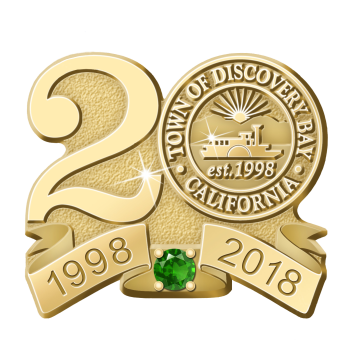 20
TOWN OF DISCOVERY BAY
est.1998
CALIFORNIA
1998
2018